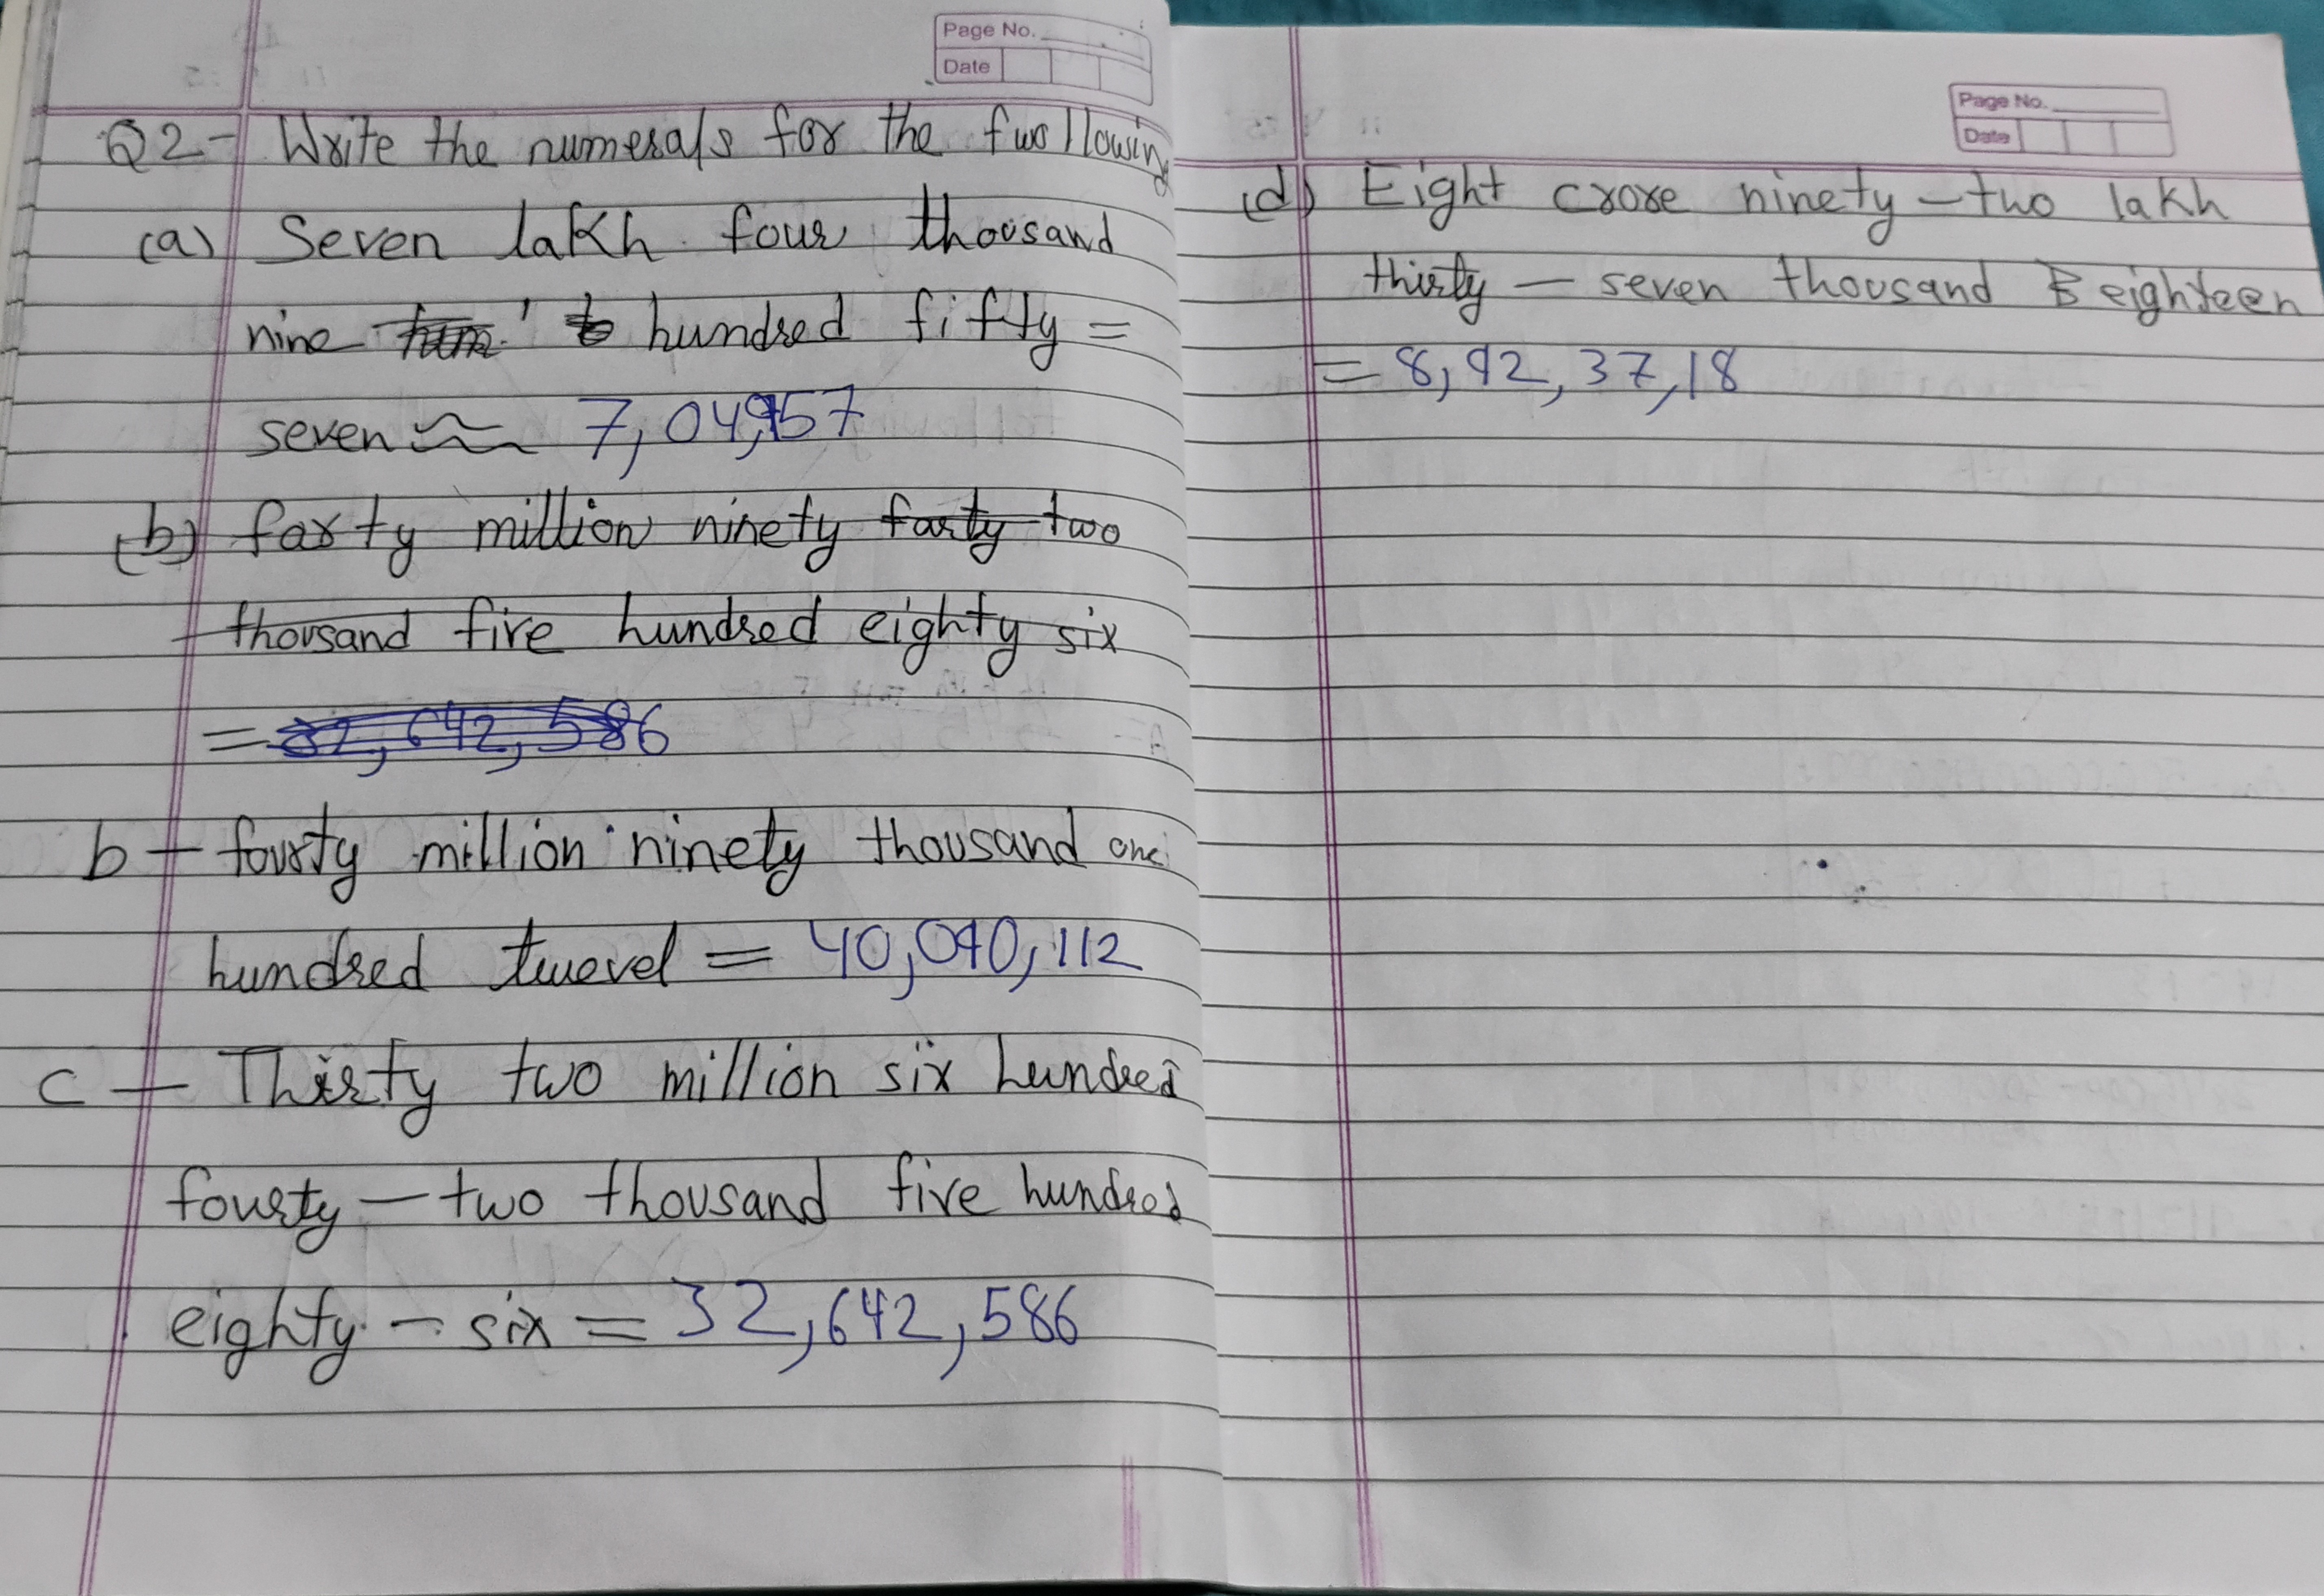 Page No.
Date
Q2- Write the numerals for the fwollowing
(a) Seven lakh four thousand
nine hundred fifty =
seven 7,04,957
(b) farty million ninety farty two
thousand five hundred eighty six
= 32,642,586
b - fourty million ninety thousand one
hundred twevel = 40,090,112
c - Thirty two million six hundred
fourty - two thousand five hundred
eighty - six = 32,642,586
Page No.
Date
(d) Eight crore ninety - two lakh
thirty - seven thousand eighteen
= 8,92,37,18